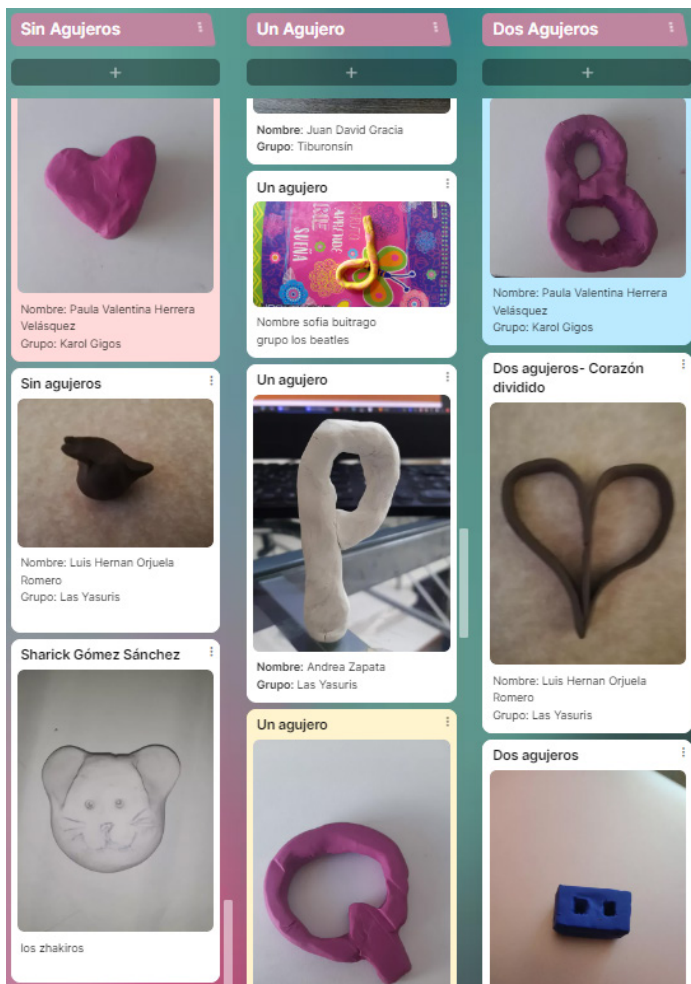 Sin Agujeros
Nombre: Paula Valentina Herrera
Velásquez
Grupo: Karol Gigos
Sin agujeros
Nombre: Luis Hernan Orjuela
Romero
Grupo: Las Yasuris
Sharick Gómez Sánchez
los zhakiros
Un Agujero
Nombre: Juan David Gracia
Grupo: Tiburonsín
Un agujero
APRENDE
SUEÑA
Nombre sofia buitrago
grupo los beatles
Un agujero
Nombre: Andrea Zapata
Grupo: Las Yasuris
Un agujero
Dos Agujeros
Nombre: Paula Valentina Herrera
Velásquez
Grupo: Karol Gigos
Dos agujeros- Corazón
dividido
Nombre: Luis Hernan Orjuela
Romero
Grupo: Las Yasuris
Dos agujeros